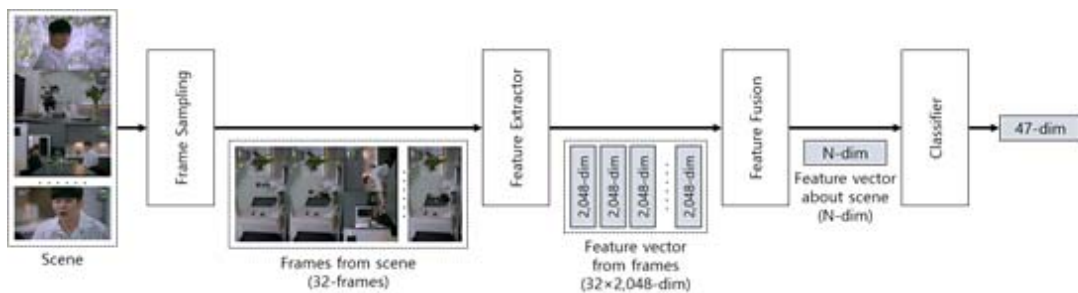 Scene
Frame Sampling
Frames from scene
(32-frames)
Feature Extractor
2,048-dim
2,048-dim
2,048-dim
2,048-dim
Feature vector
from frames
(32×2,048-dim)
Feature Fusion
N-dim
Feature vector
about scene
(N-dim)
Classifier
47-dim